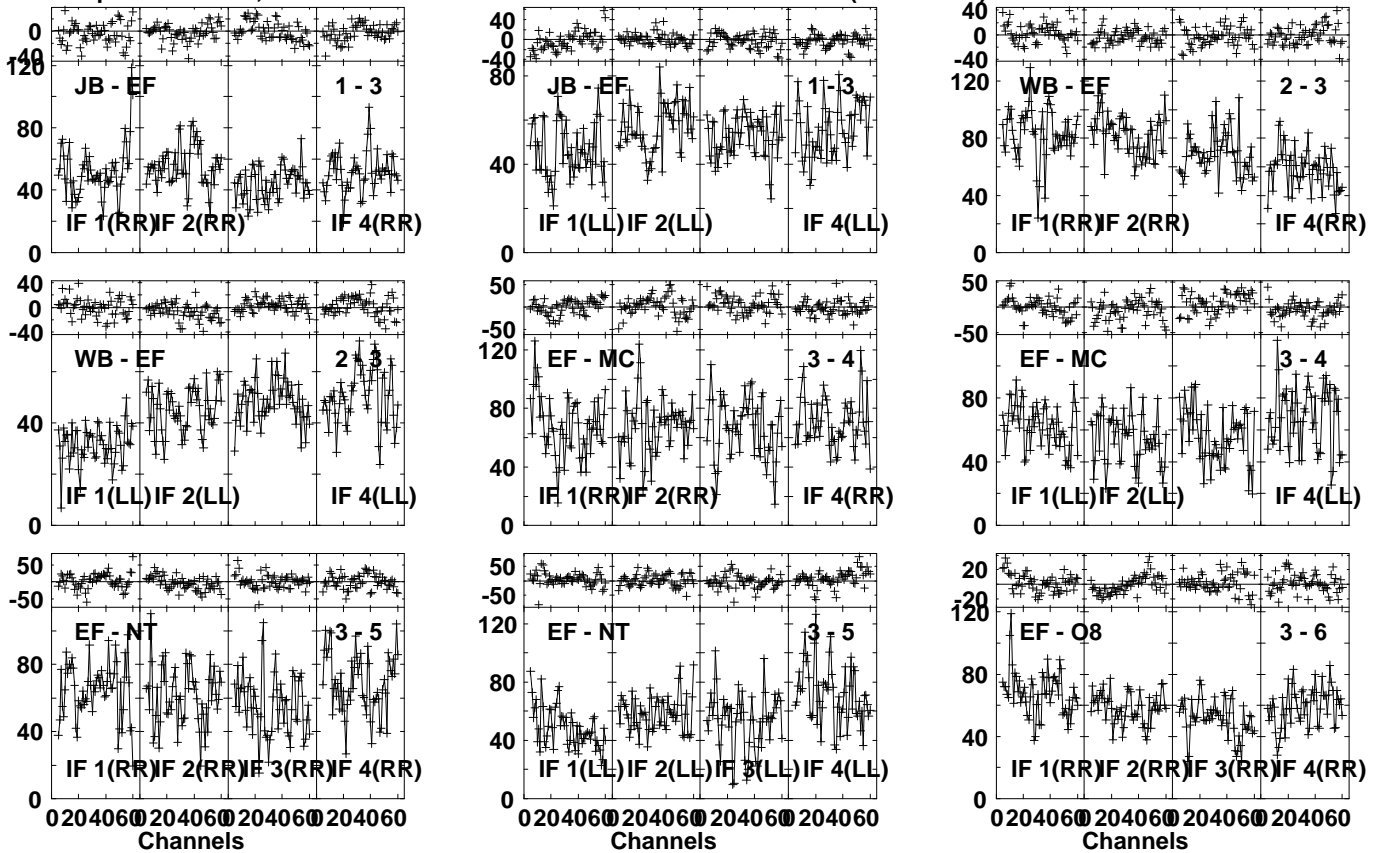 40 40
0 0 0
-40 -40 -40
120
JB - EF 1 - 3 JB - EF 1 - 3 WB - EF 2 - 3
80 120
80 80
40 40 40
IF 1(RR) IF 2(RR) IF 4(RR) IF 1(LL) IF 2(LL) IF 4(LL) IF 1(RR) IF 2(RR) IF 4(RR)
0 0 0
40 50 50
0
-40 -50 -50
WB - EF 2 - 3 EF - MC 3 - 4 EF - MC 3 - 4
120
80 80
40 40 40
IF 1(LL) IF 2(LL) IF 4(LL) IF 1(RR) IF 2(RR) IF 4(RR) IF 1(LL) IF 2(LL) IF 4(LL)
0 0 0
50 50 20
-50 -50 -20
120 120
EF - NT 3 - 5 EF - NT 3 - 5 EF - O8 3 - 6
80 80 80
40 40 40
IF 1(RR) IF 2(RR) IF 3(RR) IF 4(RR) IF 1(LL) IF 2(LL) IF 3(LL) IF 4(LL) IF 1(RR) IF 2(RR) IF 3(RR) IF 4(RR)
0 0 0
0 20 40 60 0 20 40 60 0 20 40 60 0 20 40 60 0 20 40 60 0 20 40 60 0 20 40 60 0 20 40 60 0 20 40 60 0 20 40 60 0 20 40 60 0 20 40 60
Channels Channels Channels